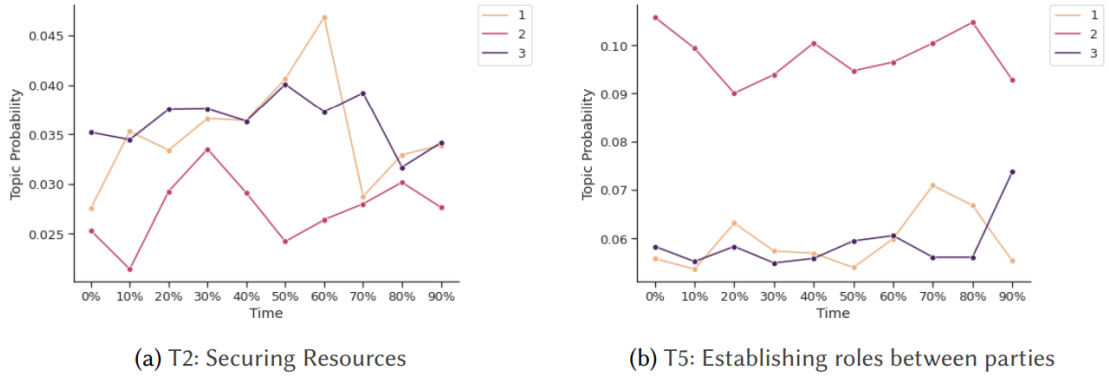 1
2
3
0.045
0.040
0.035
0.030
0.025
Topic Probability
0% 10% 20% 30% 40% 50% 60% 70% 80% 90%
Time
(a) T2: Securing Resources
1
2
3
0.10
0.09
0.08
0.07
0.06
Topic Probability
0% 10% 20% 30% 40% 50% 60% 70% 80% 90%
Time
(b) T5: Establishing roles between parties